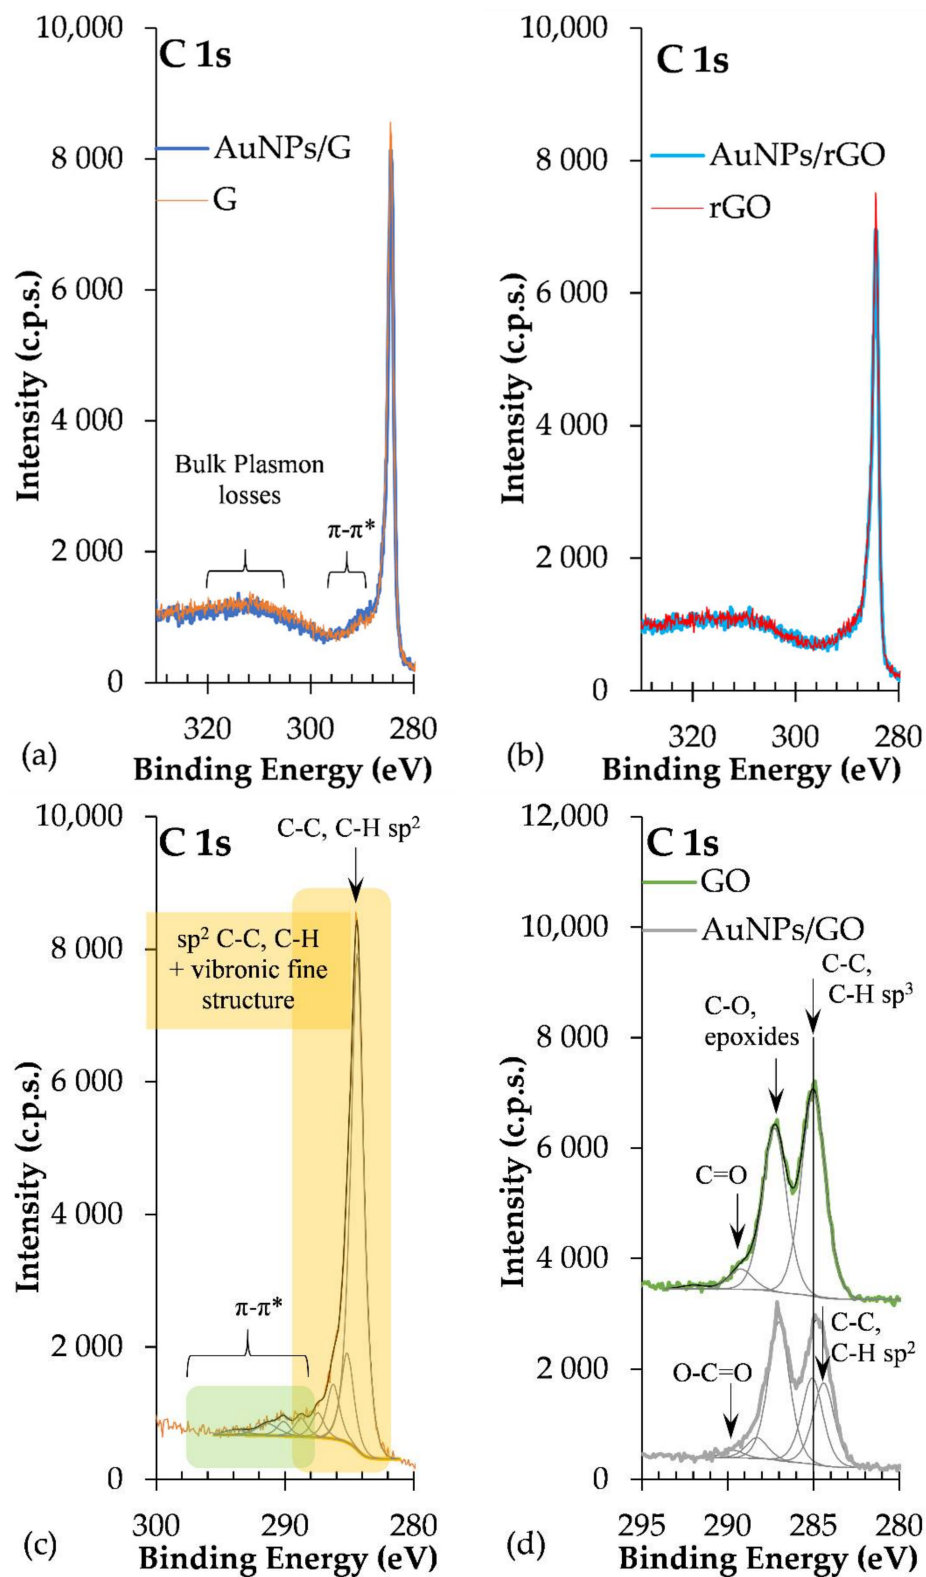 10,000
C 1s
AuNPs/G
G
8 000
6 000
4 000
2 000
0
Bulk Plasmon
losses
π-π*
320
300
280
Intensity (c.p.s.)
Binding Energy (eV)
(a)
10,000
C 1s
AuNPs/rGO
rGO
8 000
6 000
4 000
2 000
0
320
300
280
Intensity (c.p.s.)
Binding Energy (eV)
(b)
10,000
C 1s
C-C, C-H sp²
sp² C-C, C-H
+ vibronic fine
structure
8 000
6 000
4 000
2 000
0
π-π*
300
290
280
Intensity (c.p.s.)
Binding Energy (eV)
(c)
12,000
C 1s
GO
AuNPs/GO
10,000
8 000
6 000
4 000
2 000
0
C-C,
C-H sp³
C-O,
epoxides
C=O
C-C,
C-H sp²
O-C=O
295
290
285
280
Intensity (c.p.s.)
Binding Energy (eV)
(d)